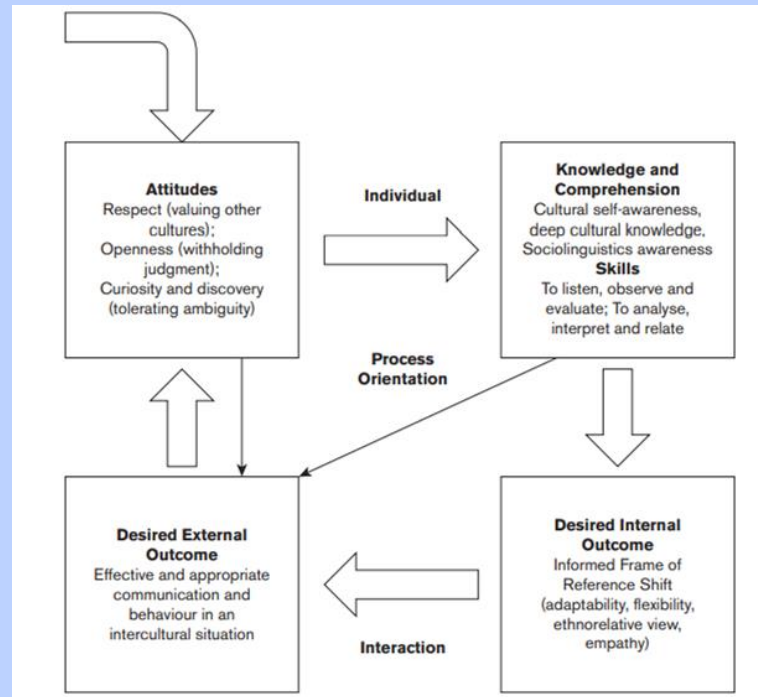 Attitudes
Respect (valuing other
cultures);
Openness (withholding
judgment);
Curiosity and discovery
(tolerating ambiguity)
Individual
Knowledge and
Comprehension
Cultural self-awareness,
deep cultural knowledge,
Sociolinguistics awareness
Skills
To listen, observe and
evaluate; To analyse,
interpret and relate
Process
Orientation
Desired External
Outcome
Effective and appropriate
communication and
behaviour in an
intercultural situation
Interaction
Desired Internal
Outcome
Informed Frame of
Reference Shift
(adaptability, flexibility,
ethnorelative view,
empathy)